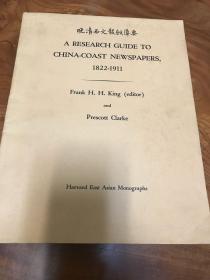 晚清西文報紙導要
A RESEARCH GUIDE TO
CHINA-COAST NEWSPAPERS,
1822-1911
Frank H. H. King (editor)
and
Prescott Clarke
Harvard East Asian Monographs